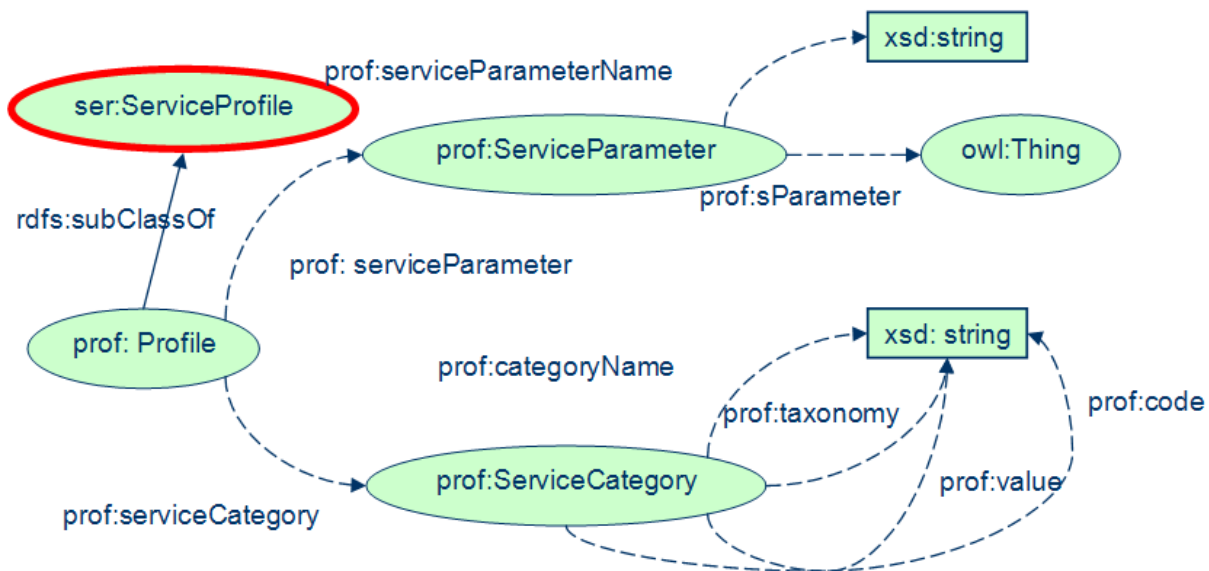 xsd:string
prof:serviceParameterName
ser:ServiceProfile
prof:ServiceParameter
owl:Thing
prof:sParameter
rdfs:subClassOf
prof: serviceParameter
prof: Profile
xsd: string
prof:categoryName
prof:code
prof:taxonomy
prof:ServiceCategory
prof:value
prof:serviceCategory